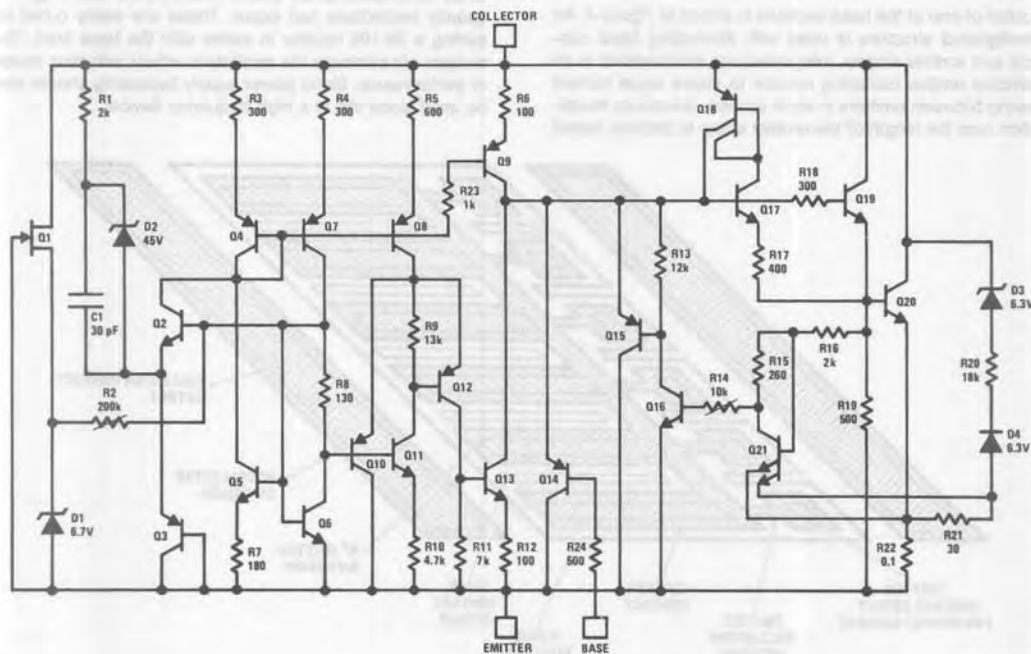 COLLECTOR
R1
2k
R3
300
R4
300
R5
600
R6
100
Q18
Q9
R23
1k
R18
300
Q19
Q17
Q1
D2
45V
Q4
Q7
Q8
R13
12k
R17
400
Q20
D3
6.3V
C1
30 pF
Q2
R9
13k
Q15
R15
260
R16
2k
R20
18k
R2
200k
R8
130
Q12
R14
10k
Q16
R19
500
D4
6.3V
Q21
Q10
Q11
Q13
Q14
Q5
Q6
D1
6.7V
Q3
R7
180
R10
4.7k
R11
7k
R12
100
R24
500
R22
0.1
R21
30
EMITTER
BASE